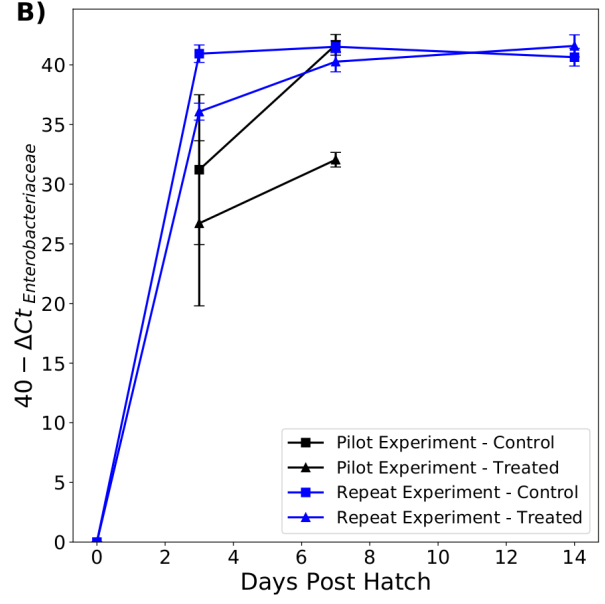 B)
40
35
30
25
20
15
10
5
0
40 − ΔCt Enterobacteriaceae
Pilot Experiment - Control
Pilot Experiment - Treated
Repeat Experiment - Control
Repeat Experiment - Treated
0 2 4 6 8 10 12 14
Days Post Hatch